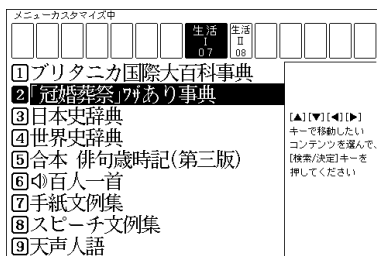 メニューカスタマイズ中
生活 I 07
生活 II 08
1 ブリタニカ国際大百科事典
2 「冠婚葬祭」ワザあり事典
3 日本史辞典
4 世界史辞典
5 合本 俳句歳時記(第三版)
6 百人一首
7 手紙文例集
8 スピーチ文例集
9 天声人語
[▲][▼][◀][▶]
キーで移動したい
コンテンツを選んで、
[検索/決定]キーを
押してください